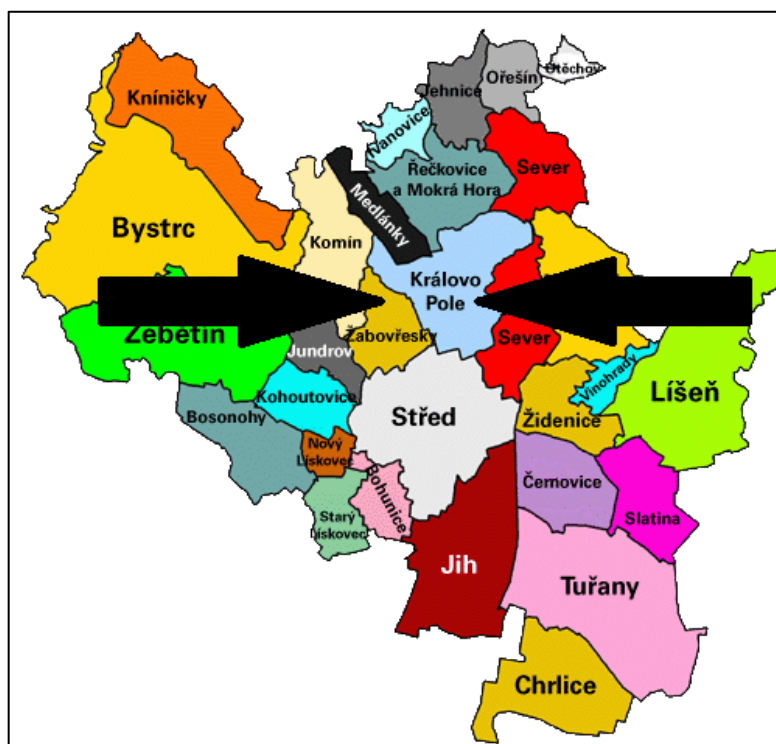 Kníničky
Jehnice
Ořešín
Útěchov
Ivanovice
Řečkovice
a Mokrá Hora
Sever
Medlánky
Bystrc
Komín
Královo
Pole
Žebětín
Žabovřesky
Jundrov
Sever
Vinohrady
Líšeň
Kohoutovice
Bosonohy
Střed
Židenice
Nový
Lískovec
Bohunice
Černovice
Starý
Lískovec
Slatina
Jih
Tuřany
Chrlice